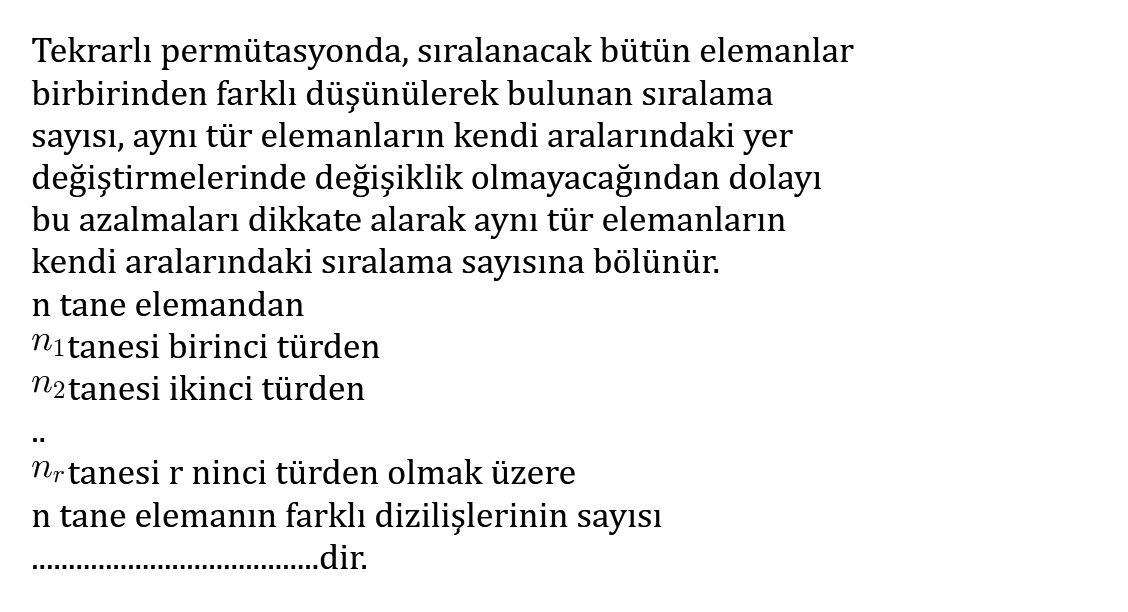 Tekrarlı permütasyonda, sıralanacak bütün elemanlar
birbirinden farklı düşünülerek bulunan sıralama
sayısı, aynı tür elemanların kendi aralarındaki yer
değiştirmelerinde değişiklik olmayacağından dolayı
bu azalmaları dikkate alarak aynı tür elemanların
kendi aralarındaki sıralama sayısına bölünür.
n tane elemandan
n₁tanesi birinci türden
n₂tanesi ikinci türden
..
nᵣtanesi r ninci türden olmak üzere
n tane elemanın farklı dizilişlerinin sayısı
.......................................dir.